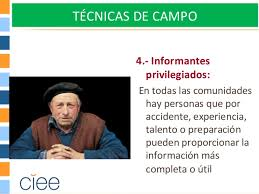 TÉCNICAS DE CAMPO
4.- Informantes
privilegiados:
En todas las comunidades
hay personas que por
accidente, experiencia,
talento o preparación
pueden proporcionar la
información más
completa o útil
ciee